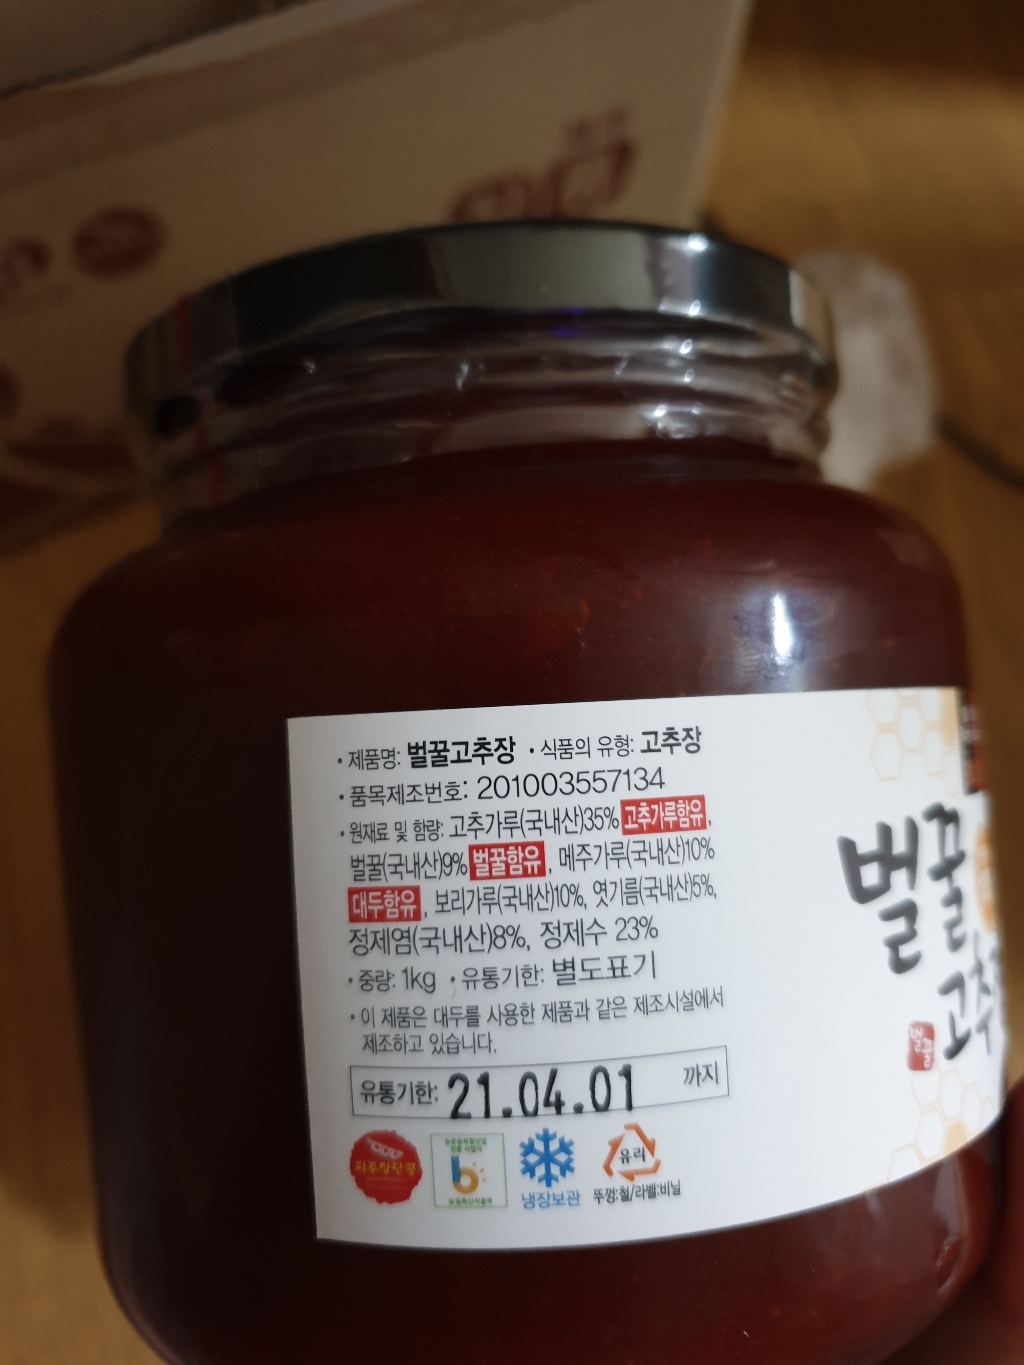 · 제품명: 벌꿀고추장 · 식품의 유형: 고추장
· 품목제조번호: 201003557134
· 원재료 및 함량: 고추가루(국내산)35% 고추가루함유,
벌꿀(국내산)9% 벌꿀함유, 메주가루(국내산)10%
대두함유, 보리가루(국내산)10%, 엿기름(국내산)5%,
정제염(국내산)8%, 정제수 23%
· 중량: 1kg · 유통기한: 별도표기
· 이 제품은 대두를 사용한 제품과 같은 제조시설에서
제조하고 있습니다.
유통기한: 21.04.01 까지
파주장단콩
냉장보관
유리
뚜껑:철/라벨:비닐
벌꿀
고추
벌꿀